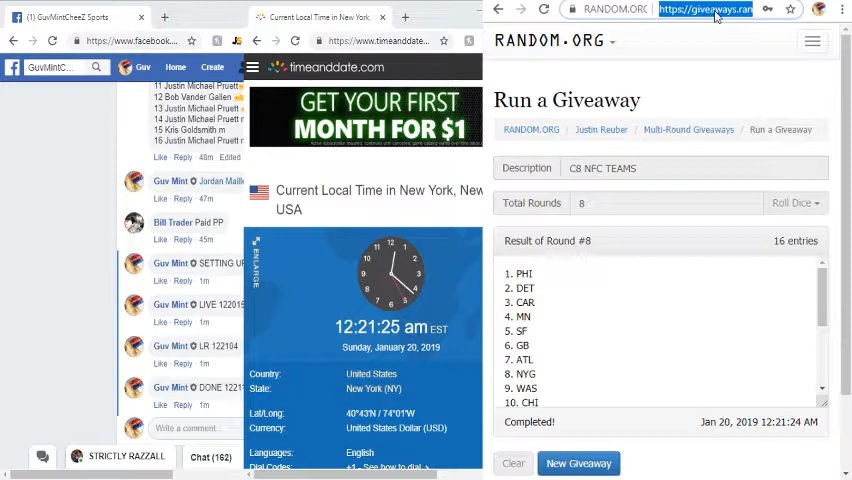 GuvMintCheeZ Sports
Current Local Time in New York,
https://www.facebook....
https://www.timeanddate...
RANDOM.ORG
https://giveaways.ran
GuvMintC...
Guv
Home
Create
11 Justin Michael Pruett
12 Bob Vander Gallen
13 Justin Michael Pruett
14 Justin Michael Pruett
15 Kris Goldsmith m
16 Justin Michael Pruett
Like · Reply · 48m · Edited
Guv Mint Jordan Maille
Like · Reply · 47m
Bill Trader Paid PP
Like · Reply · 45m
Guv Mint SETTING UP
Like · Reply · 1m
Guv Mint LIVE 122015
Like · Reply · 1m
Guv Mint LR 122104
Like · Reply · 1m
Guv Mint DONE 12211
Like · Reply · 1m
Write a comment...
STRICTLY RAZZALL
Chat (162)
timeanddate.com
GET YOUR FIRST
MONTH FOR $1
Current Local Time in New York, New
USA
ENLARGE
12:21:25 am EST
Sunday, January 20, 2019
Country: United States
State: New York (NY)
Lat/Long: 40°43'N / 74°01'W
Currency: United States Dollar (USD)
Languages: English
Dial Codes: +1 - See how to dial
RANDOM.ORG
Run a Giveaway
RANDOM.ORG
Justin Reuber
Multi-Round Giveaways
Run a Giveaway
Description C8 NFC TEAMS
Total Rounds 8 Roll Dice
Result of Round #8 16 entries
1. PHI
2. DET
3. CAR
4. MN
5. SF
6. GB
7. ATL
8. NYG
9. WAS
10. CHI
Completed! Jan 20, 2019 12:21:24 AM
Clear
New Giveaway